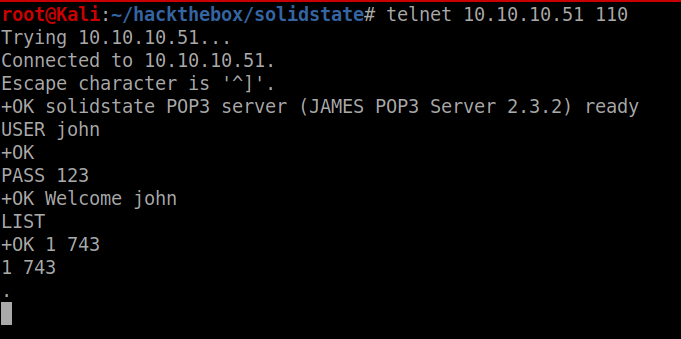 root@Kali:~/hackthebox/solidstate# telnet 10.10.10.51 110
Trying 10.10.10.51...
Connected to 10.10.10.51.
Escape character is '^]'.
+OK solidstate POP3 server (JAMES POP3 Server 2.3.2) ready
USER john
+OK
PASS 123
+OK Welcome john
LIST
+OK 1 743
1 743
.